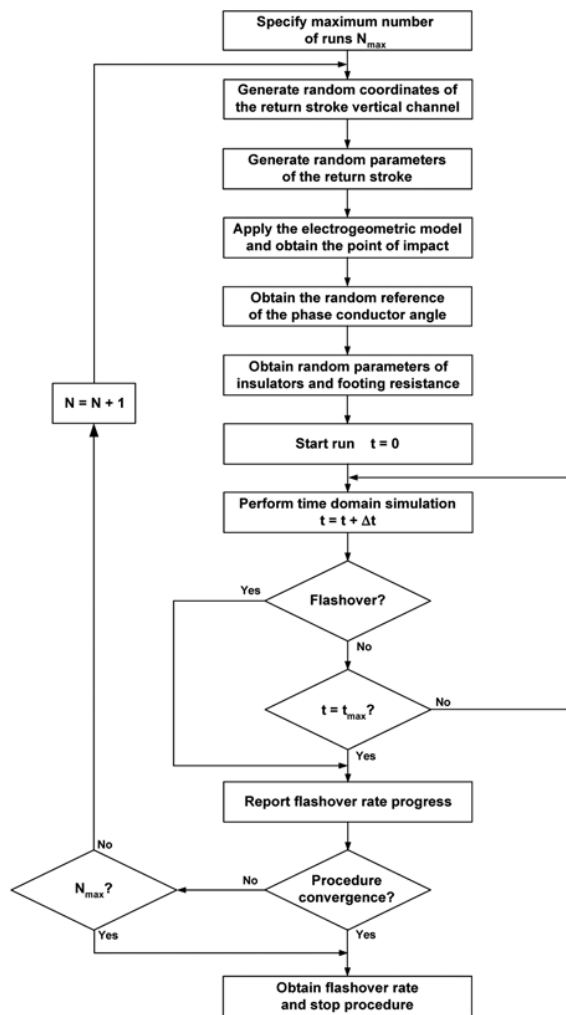 Specify maximum number
of runs Nmax
Generate random coordinates of
the return stroke vertical channel
Generate random parameters
of the return stroke
Apply the electrogeometric model
and obtain the point of impact
Obtain the random reference
of the phase conductor angle
Obtain random parameters of
insulators and footing resistance
N = N + 1
Start run t = 0
Perform time domain simulation
t = t + Δt
Yes
Flashover?
No
t = tmax?
No
Yes
Report flashover rate progress
No
Nmax?
No
Procedure
convergence?
Yes
Yes
Obtain flashover rate
and stop procedure